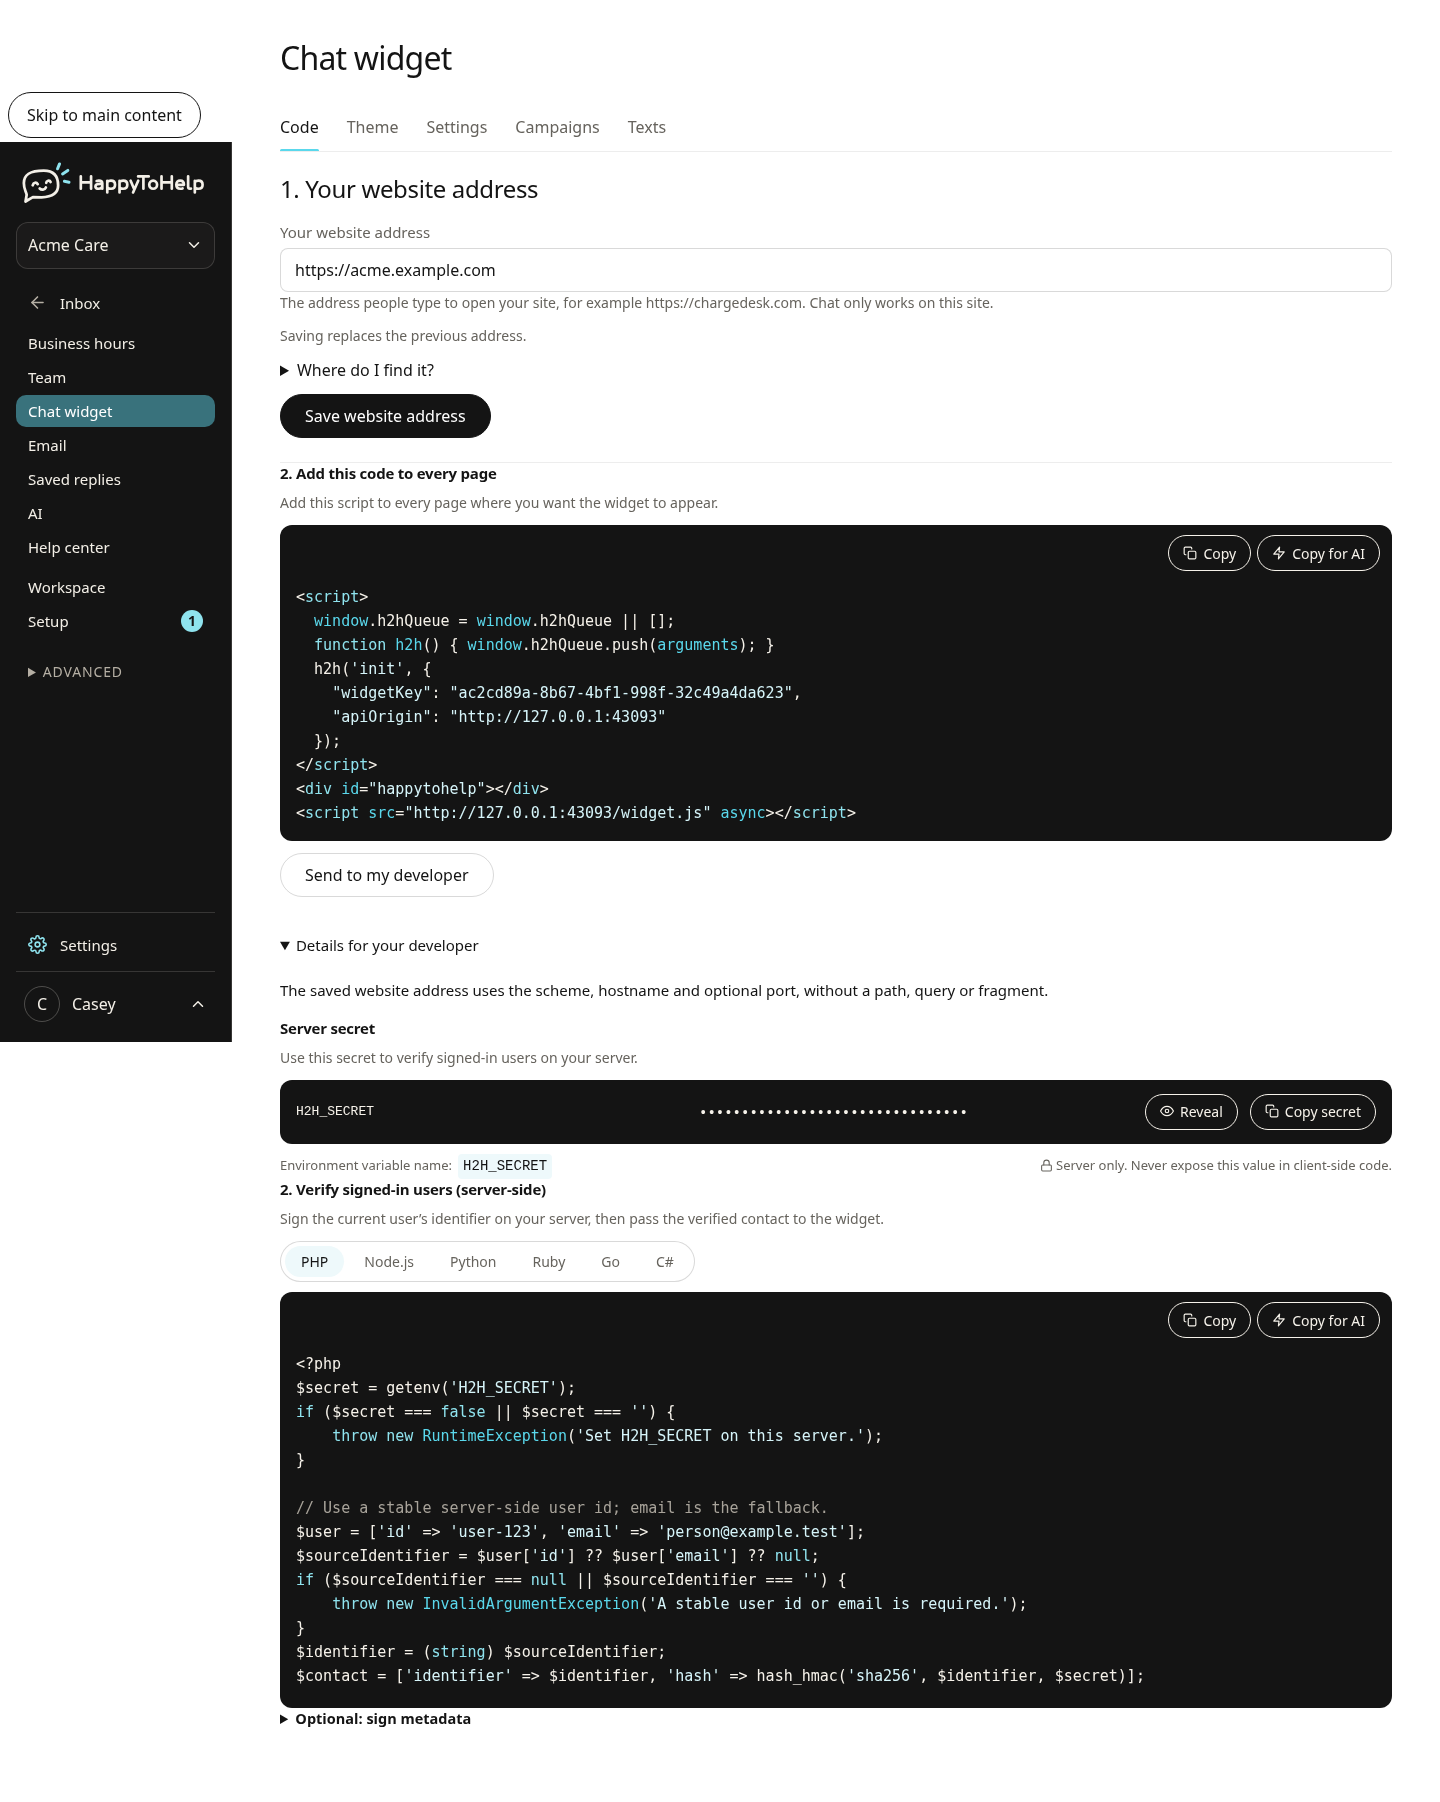 Chat widget
Skip to main content
Code Theme Settings Campaigns Texts
HappyToHelp
Acme Care
Inbox
Business hours
Team
Chat widget
Email
Saved replies
AI
Help center
Workspace
Setup 1
ADVANCED
Settings
C Casey
1. Your website address
Your website address
https://acme.example.com
The address people type to open your site, for example https://chargedesk.com. Chat only works on this site.
Saving replaces the previous address.
Where do I find it?
Save website address
2. Add this code to every page
Add this script to every page where you want the widget to appear.
Copy Copy for AI
<script>
  window.h2hQueue = window.h2hQueue || [];
  function h2h() { window.h2hQueue.push(arguments); }
  h2h('init', {
    "widgetKey": "ac2cd89a-8b67-4bf1-998f-32c49a4da623",
    "apiOrigin": "http://127.0.0.1:43093"
  });
</script>
<div id="happytohelp"></div>
<script src="http://127.0.0.1:43093/widget.js" async></script>
Send to my developer
Details for your developer
The saved website address uses the scheme, hostname and optional port, without a path, query or fragment.
Server secret
Use this secret to verify signed-in users on your server.
H2H_SECRET •••••••••••••••••••••••••••••••• Reveal Copy secret
Environment variable name: H2H_SECRET Server only. Never expose this value in client-side code.
2. Verify signed-in users (server-side)
Sign the current user’s identifier on your server, then pass the verified contact to the widget.
PHP Node.js Python Ruby Go C#
Copy Copy for AI
<?php
$secret = getenv('H2H_SECRET');
if ($secret === false || $secret === '') {
    throw new RuntimeException('Set H2H_SECRET on this server.');
}
// Use a stable server-side user id; email is the fallback.
$user = ['id' => 'user-123', 'email' => 'person@example.test'];
$sourceIdentifier = $user['id'] ?? $user['email'] ?? null;
if ($sourceIdentifier === null || $sourceIdentifier === '') {
    throw new InvalidArgumentException('A stable user id or email is required.');
}
$identifier = (string) $sourceIdentifier;
$contact = ['identifier' => $identifier, 'hash' => hash_hmac('sha256', $identifier, $secret)];
Optional: sign metadata